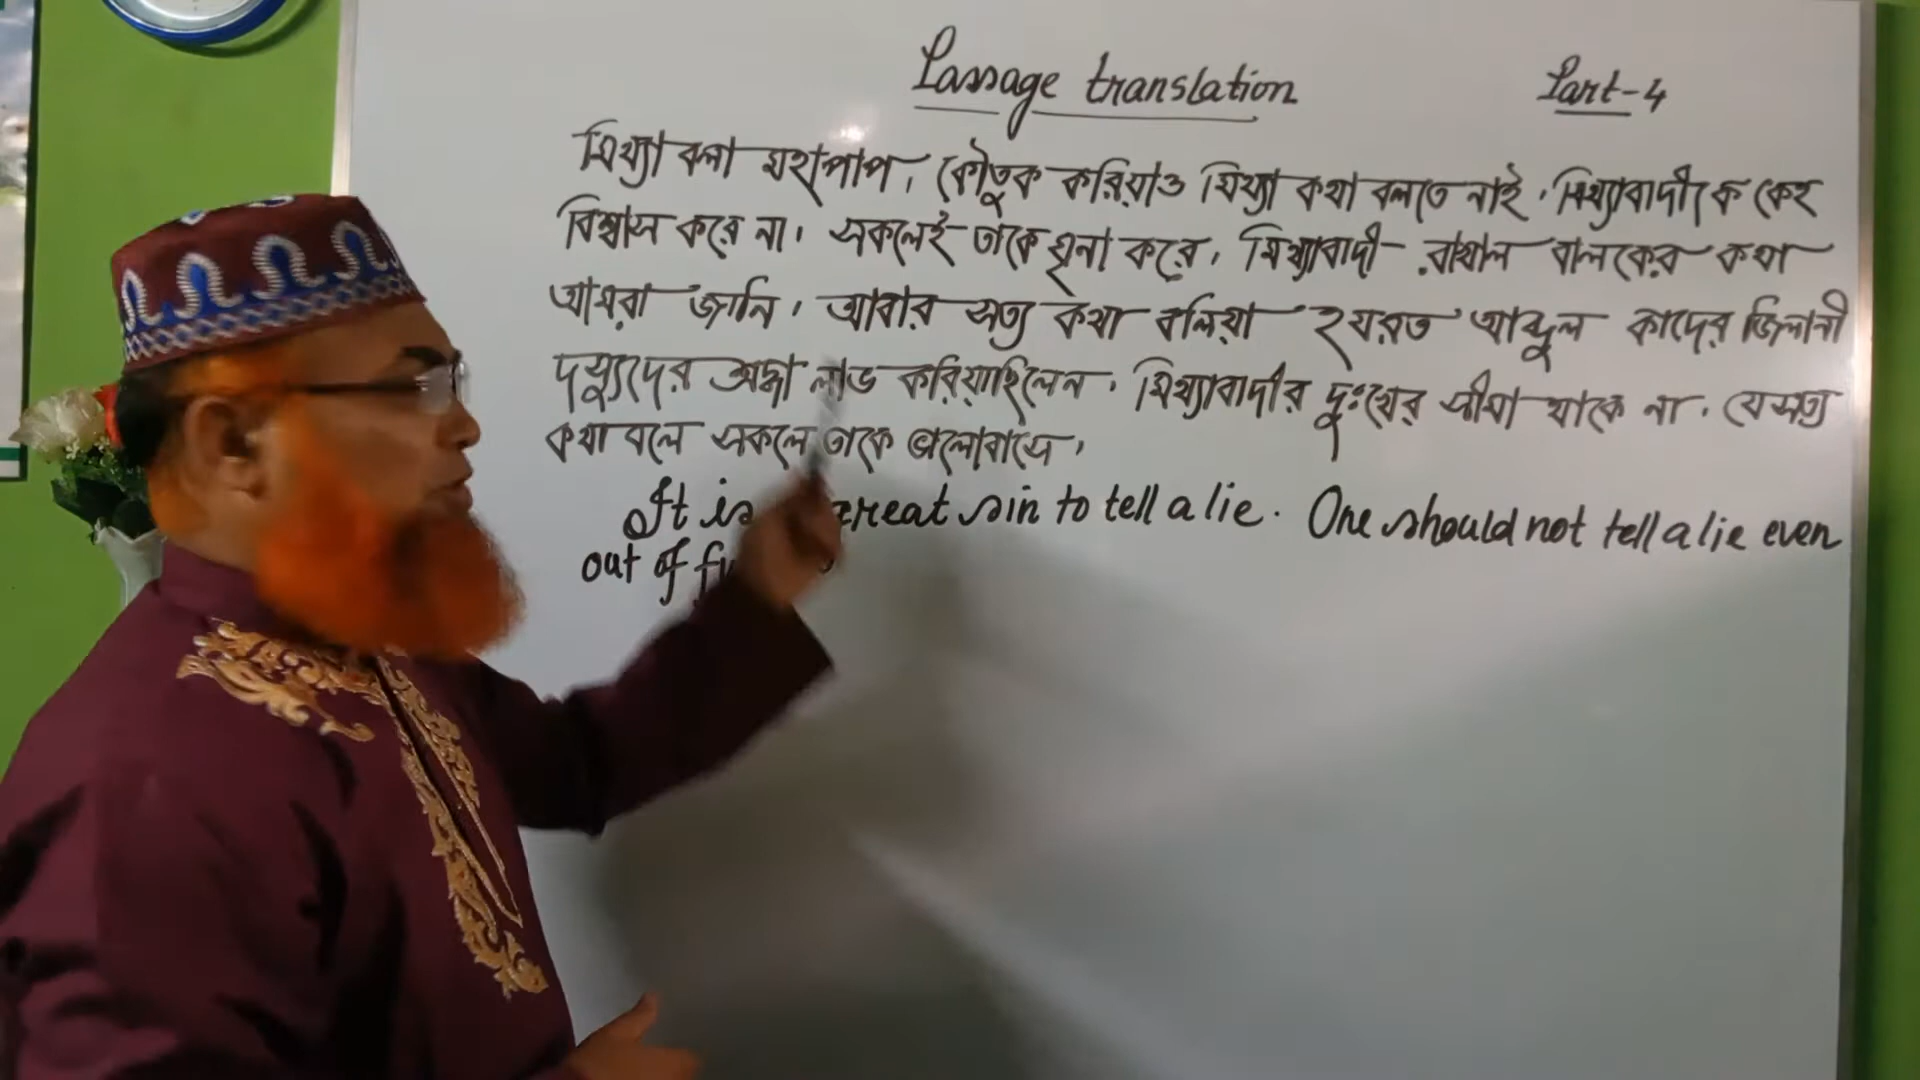 Passage translation Part-4
মিথ্যা বলা মহাপাপ। কৌতুক করিয়াও মিথ্যা কথা বলতে নাই। মিথ্যাবাদীকে কেহ
বিশ্বাস করে না। সকলেই তাকে ঘৃনা করে। মিথ্যাবাদী রাখাল বালকের কথা
আমরা জানি। আবার সত্য কথা বলিয়া হযরত আব্দুল কাদের জিলানী
দস্যুদের শ্রদ্ধা লাভ করিয়াছিলেন। মিথ্যাবাদীর দুঃখের সীমা থাকে না। যে সত্য
কথা বলে সকলে তাকে ভালোবাসে।
It is great sin to tell a lie. One should not tell a lie even
out of